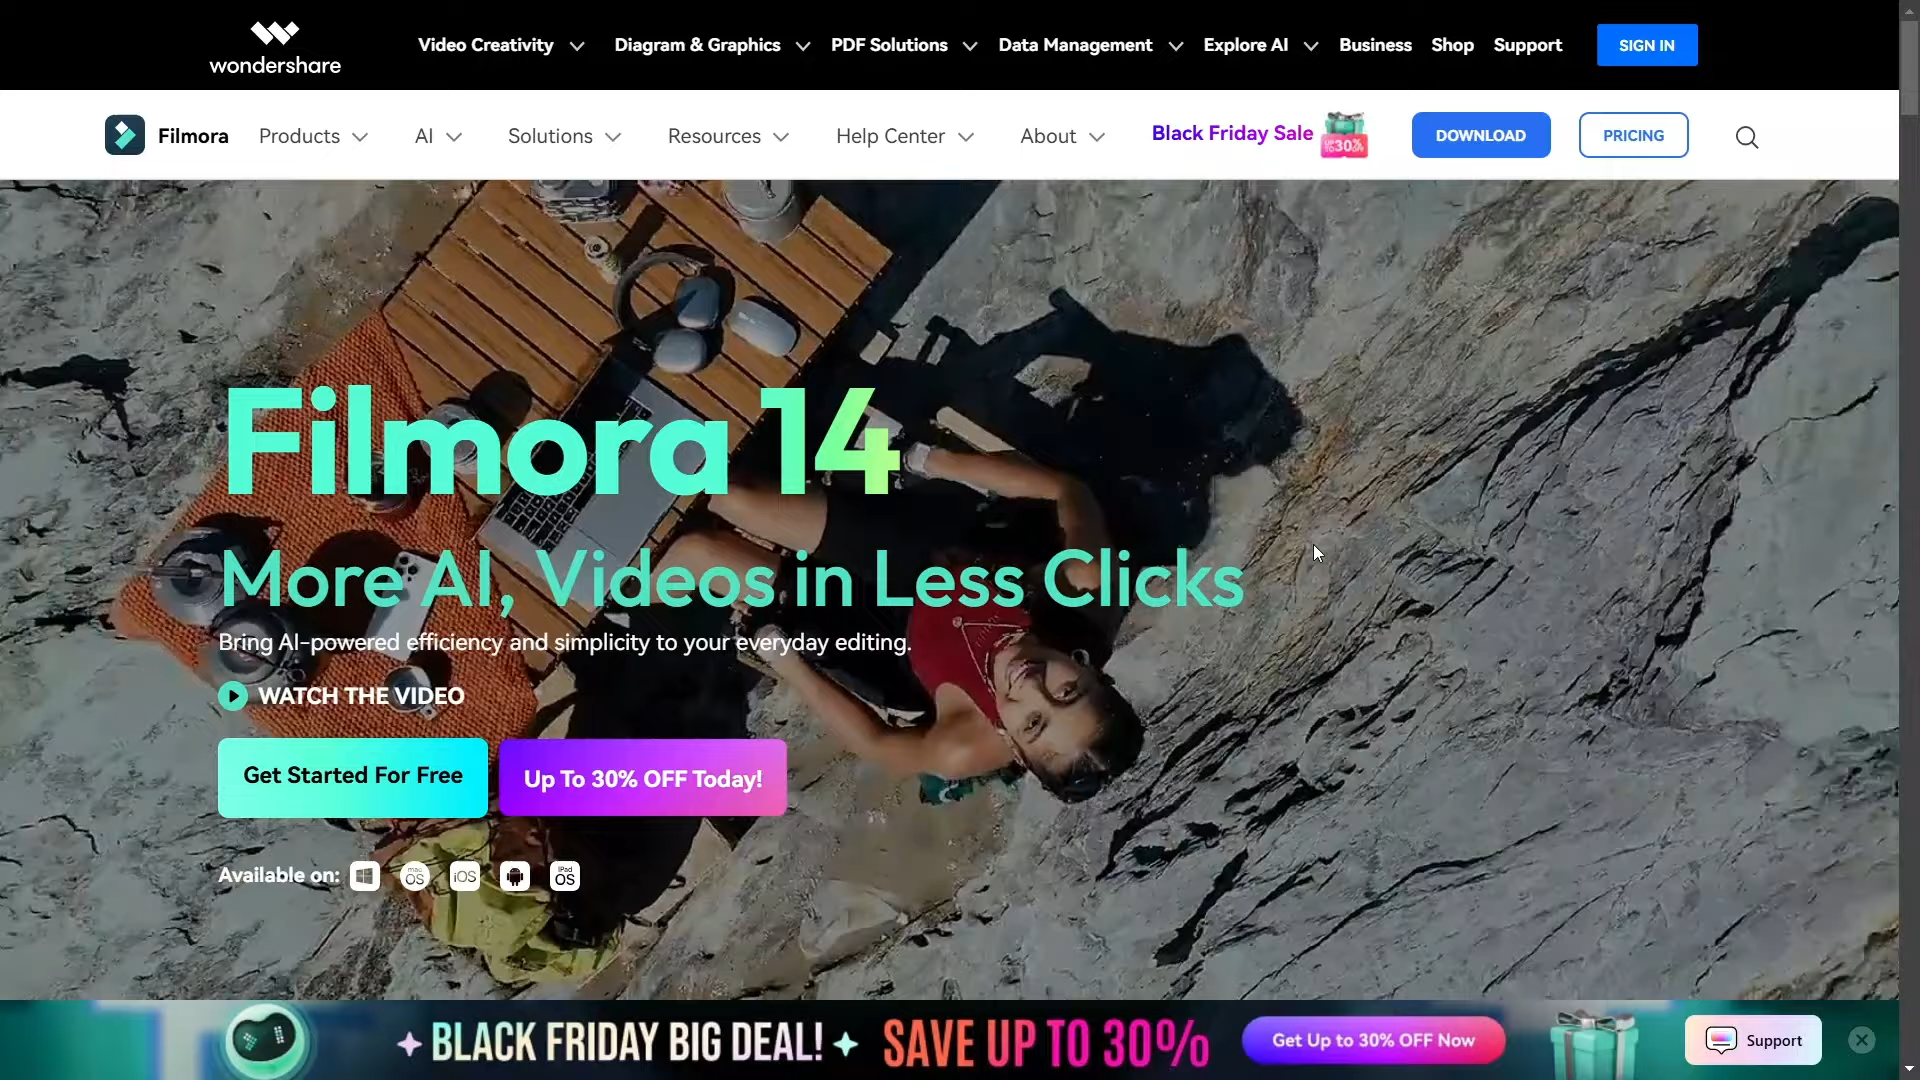 wondershare
Video Creativity Diagram & Graphics PDF Solutions Data Management Explore AI Business Shop Support SIGN IN
Filmora Products AI Solutions Resources Help Center About Black Friday Sale UP TO 30% DOWNLOAD PRICING
Filmora 14
More AI, Videos in Less Clicks
Bring AI-powered efficiency and simplicity to your everyday editing.
WATCH THE VIDEO
Get Started For Free Up To 30% OFF Today!
Available on: macOS iOS iPadOS
BLACK FRIDAY BIG DEAL! SAVE UP TO 30% Get Up to 30% OFF Now Support